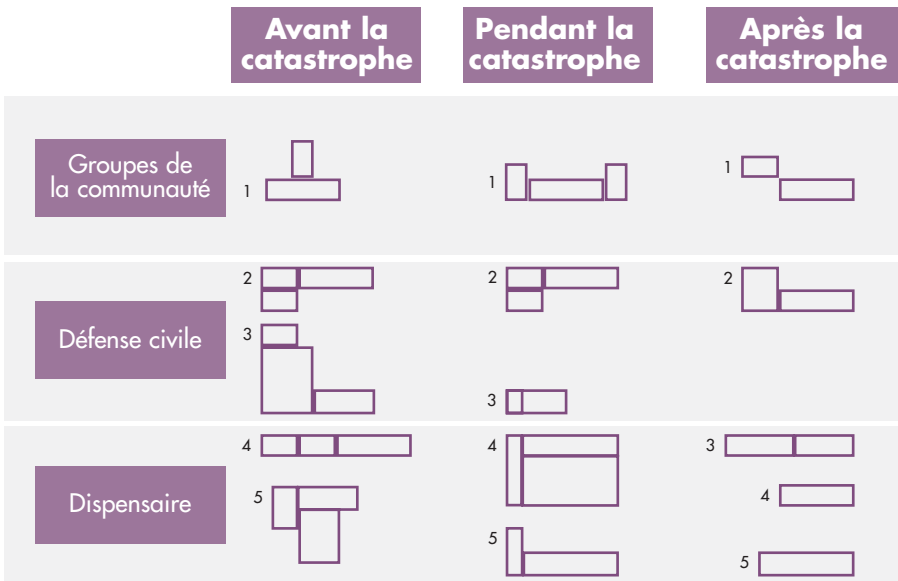 Avant la
catastrophe
Pendant la
catastrophe
Après la
catastrophe
Groupes de
la communauté
1
1
1
Défense civile
2
2
2
3
3
Dispensaire
4
4
3
5
4
5
5